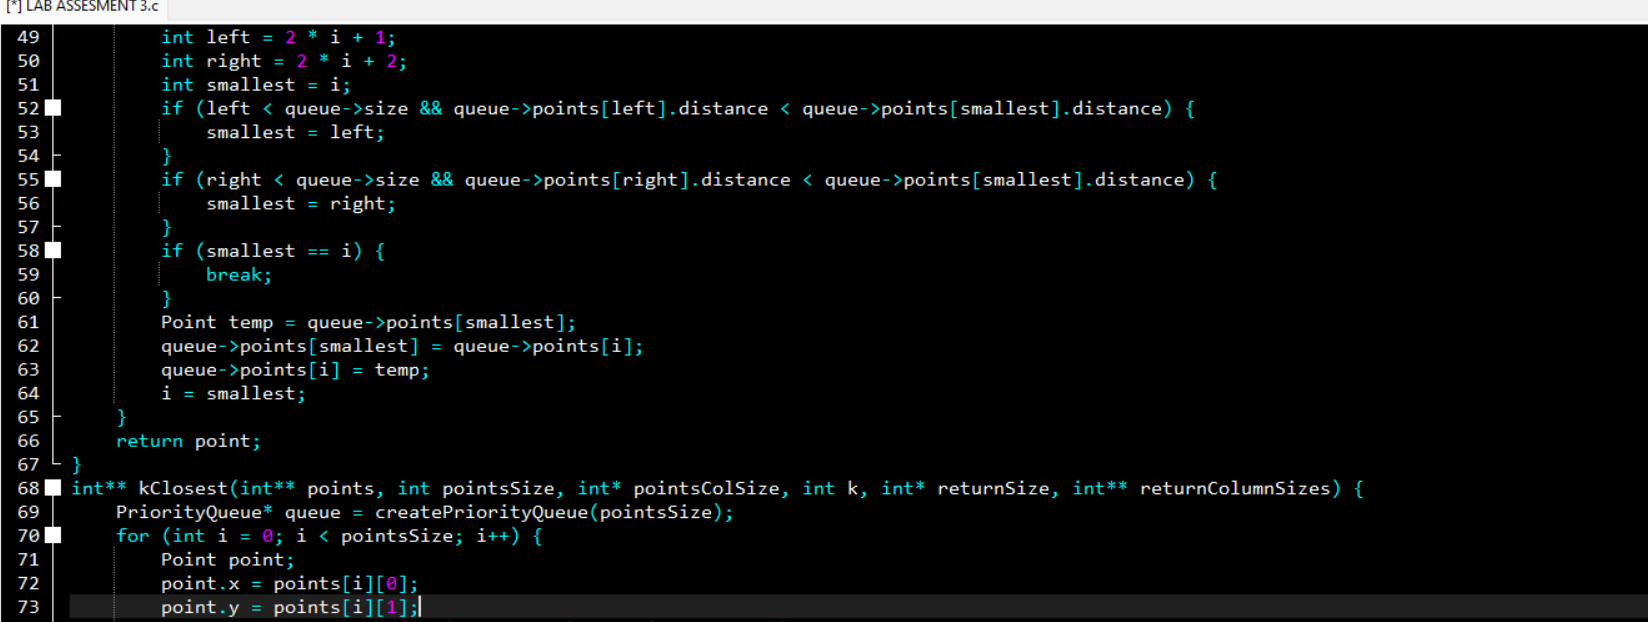 [*] LAB ASSESMENT 3.c
49 int left = 2 * i + 1;
50 int right = 2 * i + 2;
51 int smallest = i;
52 if (left < queue->size && queue->points[left].distance < queue->points[smallest].distance) {
53 smallest = left;
54 }
55 if (right < queue->size && queue->points[right].distance < queue->points[smallest].distance) {
56 smallest = right;
57 }
58 if (smallest == i) {
59 break;
60 }
61 Point temp = queue->points[smallest];
62 queue->points[smallest] = queue->points[i];
63 queue->points[i] = temp;
64 i = smallest;
65 }
66 return point;
67 }
68 int** kClosest(int** points, int pointsSize, int* pointsColSize, int k, int* returnSize, int** returnColumnSizes) {
69 PriorityQueue* queue = createPriorityQueue(pointsSize);
70 for (int i = 0; i < pointsSize; i++) {
71 Point point;
72 point.x = points[i][0];
73 point.y = points[i][1];